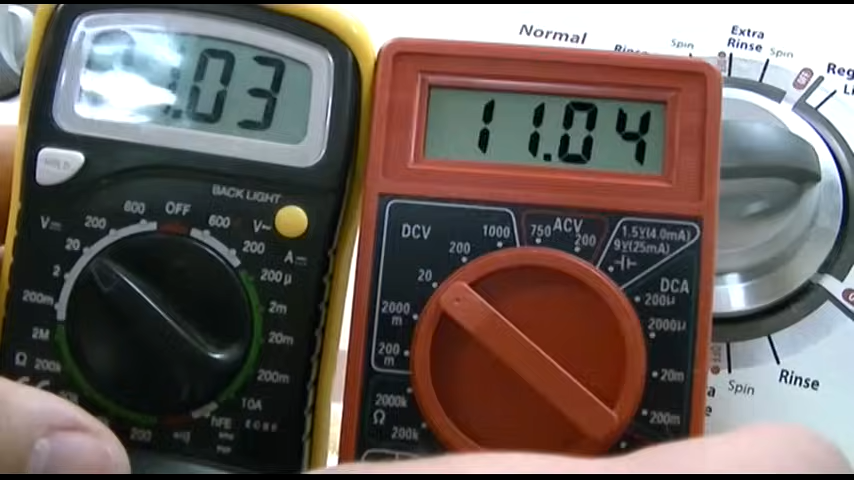 Normal
Rinse
Spin
Extra
Rinse
Spin
OFF
.03
11.04
HOLD
BACK LIGHT
OFF
600
200
20
2
200m
2M
200k
Ω
V
600
V~
200
A
200µ
2m
20m
200m
10A
hFE
200
DCV
1000
200
20
2000
m
200
m
750
ACV
200
1.5V(4.0mA)
9V(25mA)
DCA
200µ
2000µ
20m
200m
2000k
Ω
200k
Spin
Rinse